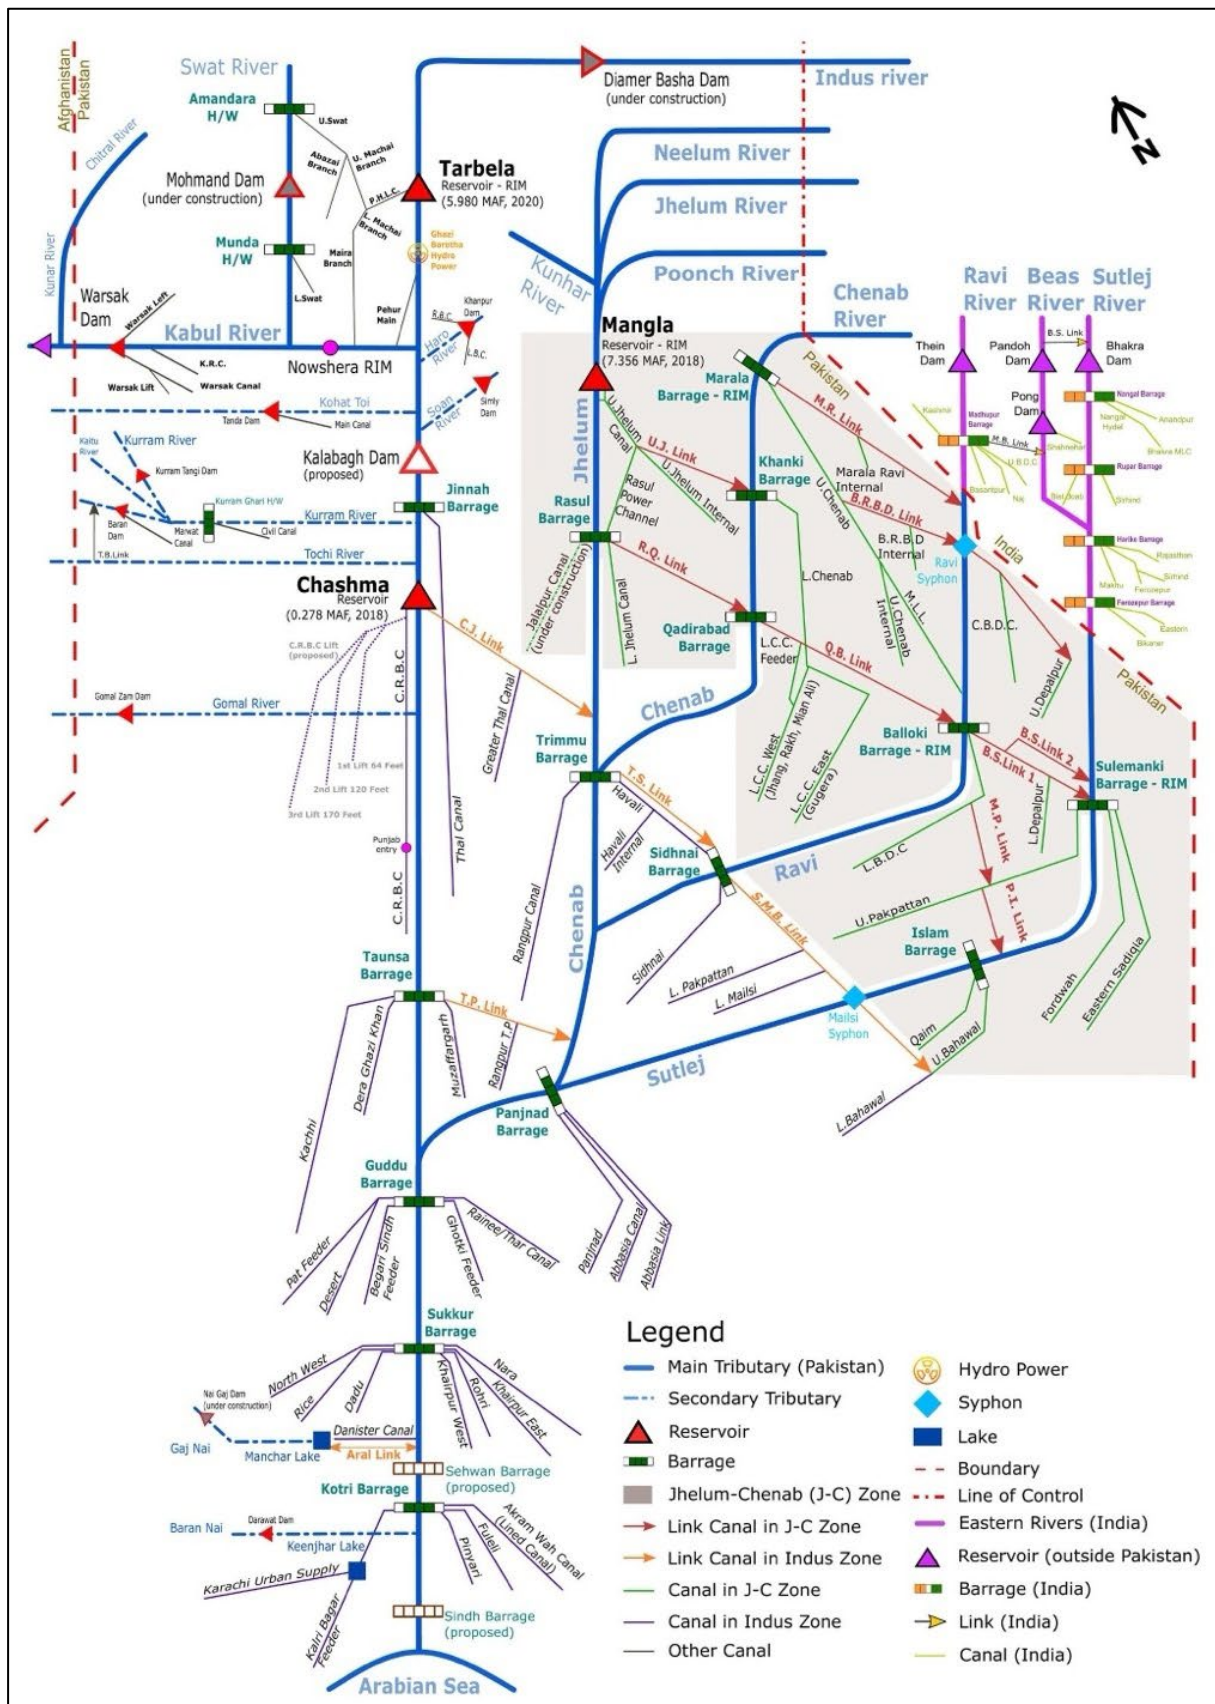 Afghanistan
Pakistan
Swat River
Amandara
H/W
U.Swat
Abazai
Branch
U. Machai
Branch
P.H.L.C.
L. Machai
Branch
Maira
Branch
Chitral River
Kunar River
Mohmand Dam
(under construction)
Munda
H/W
L.Swat
Tarbela
Reservoir - RIM
(5.980 MAF, 2020)
Ghazi
Barotha
Hydro
Power
Pehur
Main
Diamer Basha Dam
(under construction)
Indus river
N
Neelum River
Jhelum River
Poonch River
Kunhar
River
Chenab
River
Ravi
River
Beas
River
Sutlej
River
Warsak
Dam
Warsak Left
Kabul River
K.R.C.
Warsak Canal
Warsak Lift
Nowshera RIM
R.B.C.
Khanpur
Dam
L.B.C.
Haro
River
Soan
River
Simly
Dam
Kohat Toi
Tanda Dam
Main Canal
Kaitu
River
Kurram River
Kurram Tangi Dam
Kalabagh Dam
(proposed)
Kurram Ghari H/W
Baran
Dam
Marwat
Canal
Civil Canal
Kurram River
T.B.Link
Tochi River
Jinnah
Barrage
Mangla
Reservoir - RIM
(7.356 MAF, 2018)
Marala
Barrage - RIM
Pakistan
M.R. Link
Thein
Dam
Pandoh
Dam
B.S. Link
Bhakra
Dam
Pong
Dam
Kashmir
Madhupur
Barrage
M.B. Link
Shahnehar
U.B.D.C
Basantpur
Nangal Barrage
Nangal
Hydel
Anandpur
Bhakra MLC
Rupar Barrage
Sirhind
Harike Barrage
Rajasthan
Sirhind
Ferozepur
Makhu
Ferozepur Barrage
Eastern
Bikaner
Jhelum
U.Jhelum
Canal
U.J. Link
U.Jhelum Internal
Khanki
Barrage
Marala Ravi
Internal
U.Chenab
B.R.B.D. Link
B.R.B.D
Internal
India
Ravi
Syphon
Rasul
Barrage
Rasul
Power
Channel
R.Q. Link
Jalalpur Canal
(under construction)
L. Jhelum Canal
L.Chenab
M.L.L.
U.Chenab
Internal
C.B.D.C.
U.Depalpur
Pakistan
Qadirabad
Barrage
L.C.C.
Feeder
Q.B. Link
Chashma
Reservoir
(0.278 MAF, 2018)
C.J. Link
C.R.B.C Lift
(proposed)
C.R.B.C
Gomal Zam Dam
Gomal River
1st Lift 64 Feet
2nd Lift 120 Feet
3rd Lift 170 Feet
Greater Thal Canal
Chenab
Trimmu
Barrage
L.C.C. West
(Jhang, Rakh, Mian Ali)
L.C.C. East
(Gugera)
Balloki
Barrage - RIM
B.S.Link 2
B.S.Link 1
Sulemanki
Barrage - RIM
L.Depalpur
T.S. Link
Havali
Havali
Internal
Sidhnai
Barrage
Ravi
L.B.D.C
M.P. Link
Punjab
entry
Thal Canal
C.R.B.C
Rangpur Canal
Chenab
Sidhnai
S.M.B. Link
U.Pakpattan
P.I. Link
Islam
Barrage
Taunsa
Barrage
T.P. Link
L. Pakpattan
L. Mailsi
Fordwah
Eastern Sadiqia
Mailsi
Syphon
Qaim
U.Bahawal
L.Bahawal
Kachhi
Dera Ghazi Khan
Muzaffargarh
Rangpur T.P
Sutlej
Panjnad
Barrage
Guddu
Barrage
Panjnad
Abbasia Canal
Abbasia Link
Pat Feeder
Desert
Begari Sindh
Feeder
Ghotki Feeder
Rainee/Thar Canal
Sukkur
Barrage
North West
Rice
Dadu
Khairpur West
Rohri
Khairpur East
Nara
Nai Gaj Dam
(under construction)
Gaj Nai
Manchar Lake
Danister Canal
Aral Link
Sehwan Barrage
(proposed)
Kotri Barrage
Baran Nai
Darawat Dam
Keenjhar Lake
Karachi Urban Supply
Kalri Bagar
Feeder
Pinyari
Fuleli
Akram Wah Canal
(Lined Canal)
Sindh Barrage
(proposed)
Arabian Sea
Legend
Main Tributary (Pakistan)
Secondary Tributary
Reservoir
Barrage
Jhelum-Chenab (J-C) Zone
Link Canal in J-C Zone
Link Canal in Indus Zone
Canal in J-C Zone
Canal in Indus Zone
Other Canal
Hydro Power
Syphon
Lake
Boundary
Line of Control
Eastern Rivers (India)
Reservoir (outside Pakistan)
Barrage (India)
Link (India)
Canal (India)